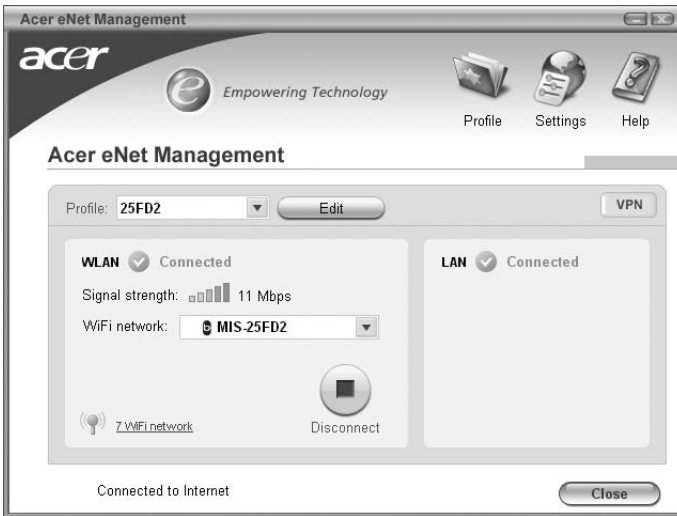 Acer eNet Management
acer
e Empowering Technology
Profile Settings Help
Acer eNet Management
Profile: 25FD2 Edit VPN
WLAN Connected
Signal strength: 11 Mbps
WiFi network: b MIS-25FD2
7 WiFi network
Disconnect
LAN Connected
Connected to Internet
Close